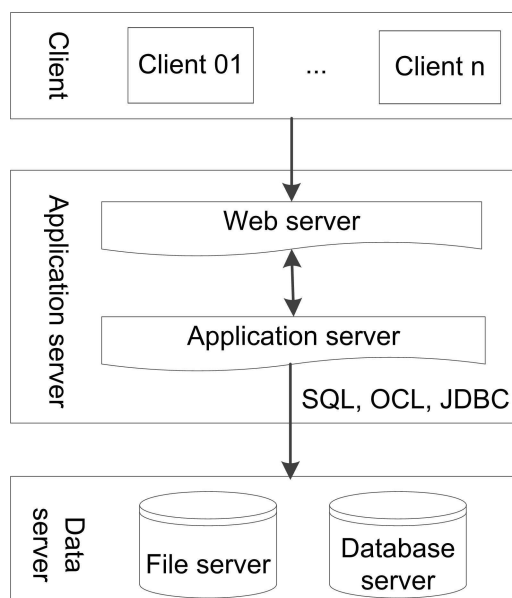 Client
Client 01
...
Client n
Application server
Web server
Application server
SQL, OCL, JDBC
Data
server
File server
Database
server